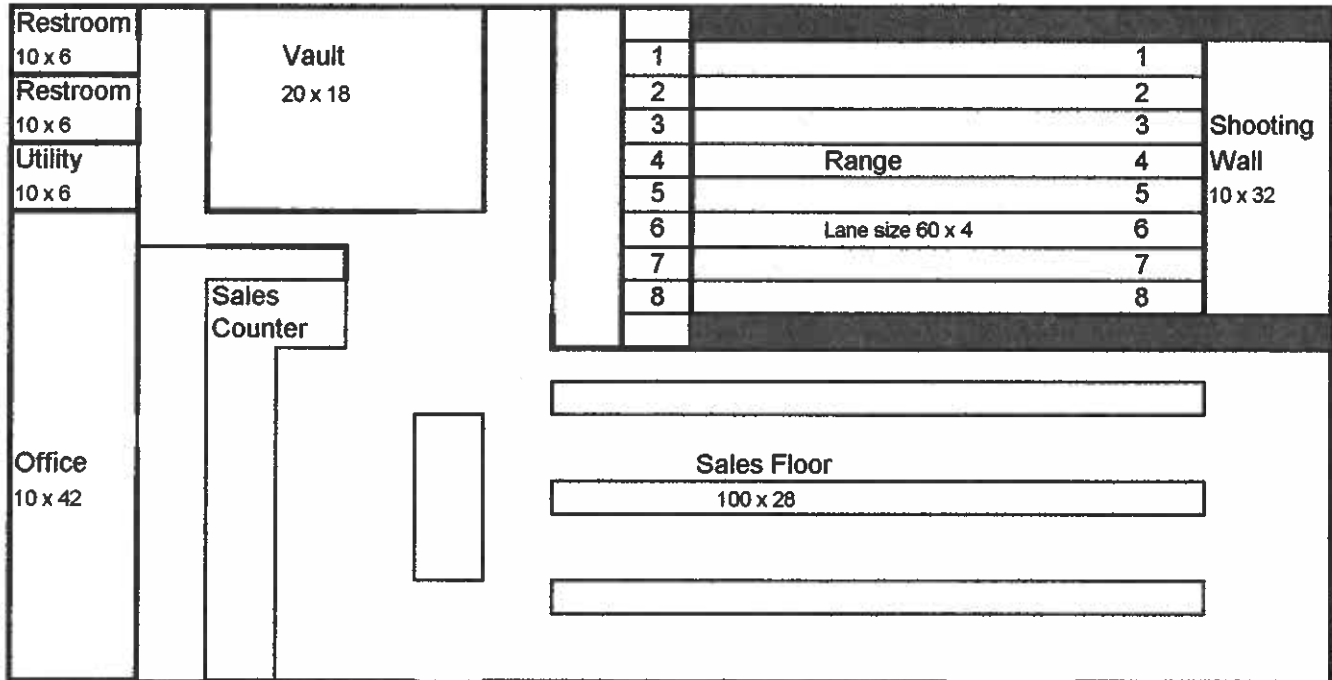 Restroom
10 x 6
Restroom
10 x 6
Utility
10 x 6
Office
10 x 42
Vault
20 x 18
Sales
Counter
1
2
3
4
5
6
7
8
Range
Lane size 60 x 4
1
2
3
4
5
6
7
8
Shooting
Wall
10 x 32
Sales Floor
100 x 28